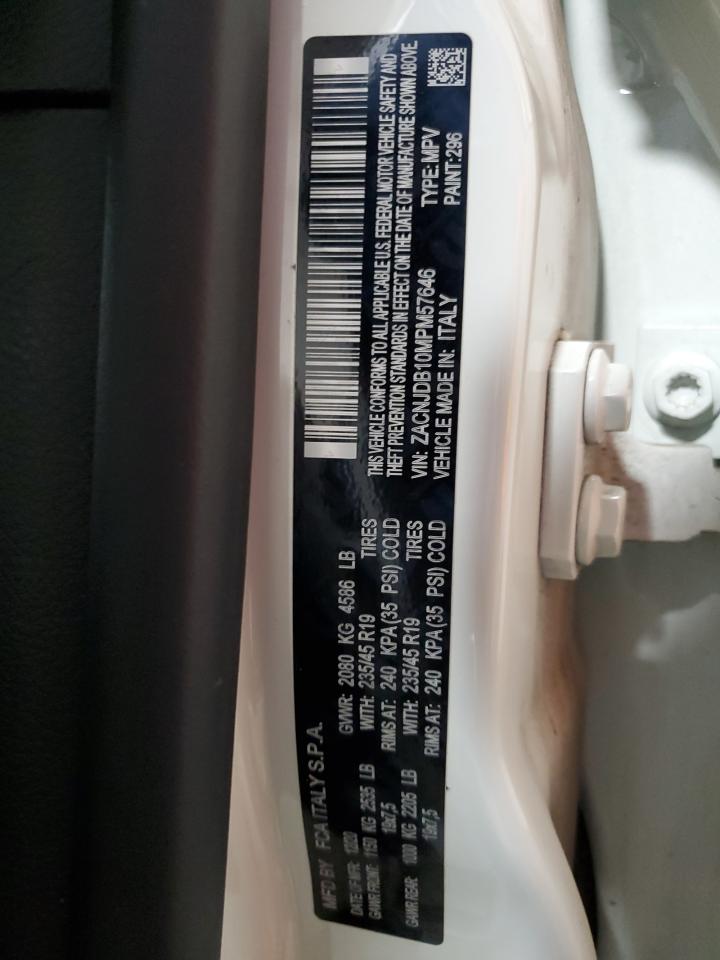 MFD BY FCA ITALY S.P.A.
DATE OF MFR: 1220 GVWR: 2080 KG 4586 LB
GAWR FRONT: 1150 KG 2535 LB WITH: 235/45 R19 TIRES
19x7,5 RIMS AT: 240 KPA (35 PSI) COLD
GAWR REAR: 1000 KG 2205 LB WITH: 235/45 R19 TIRES
19x7,5 RIMS AT: 240 KPA (35 PSI) COLD
THIS VEHICLE CONFORMS TO ALL APPLICABLE U.S. FEDERAL MOTOR VEHICLE SAFETY AND
THEFT PREVENTION STANDARDS IN EFFECT ON THE DATE OF MANUFACTURE SHOWN ABOVE.
VIN: ZACNJDB10MPM57646 TYPE: MPV
VEHICLE MADE IN: ITALY PAINT: 296